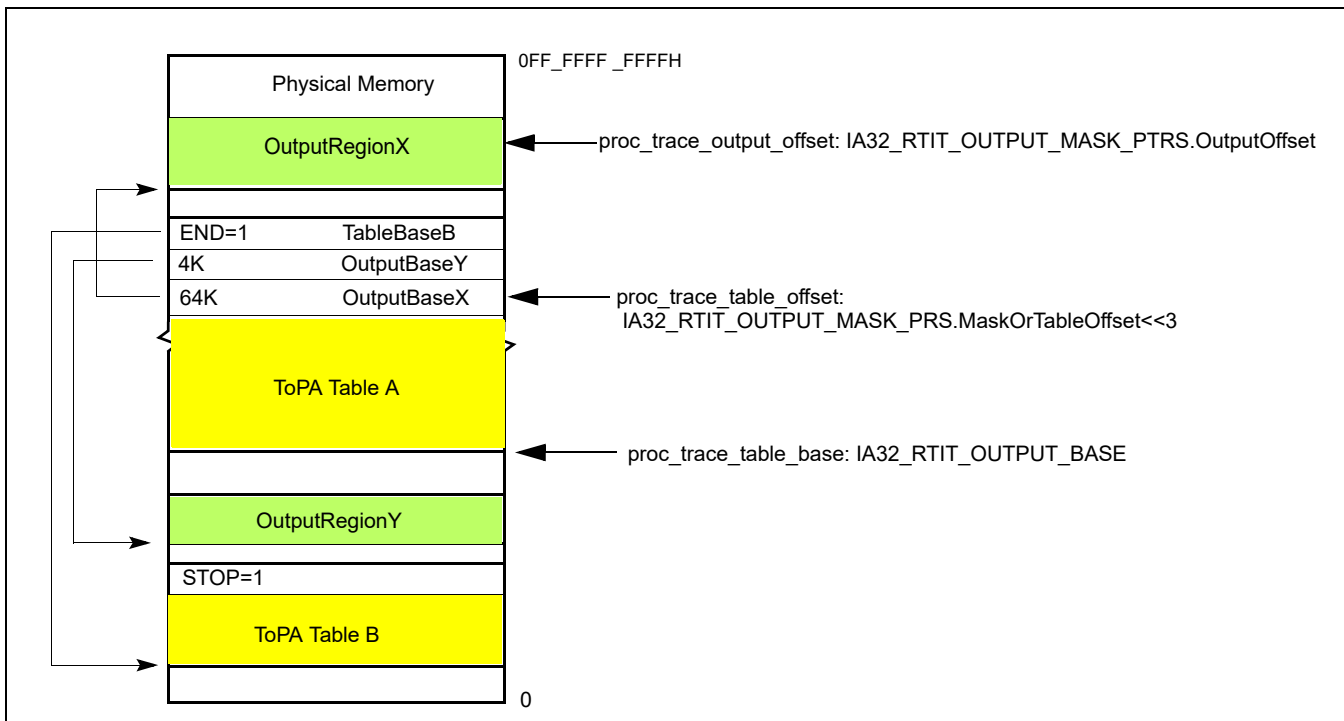 0FF_FFFF _FFFFH
Physical Memory
OutputRegionX
proc_trace_output_offset: IA32_RTIT_OUTPUT_MASK_PTRS.OutputOffset
END=1 TableBaseB
4K OutputBaseY
64K OutputBaseX
proc_trace_table_offset:
IA32_RTIT_OUTPUT_MASK_PRS.MaskOrTableOffset<<3
ToPA Table A
proc_trace_table_base: IA32_RTIT_OUTPUT_BASE
OutputRegionY
STOP=1
ToPA Table B
0